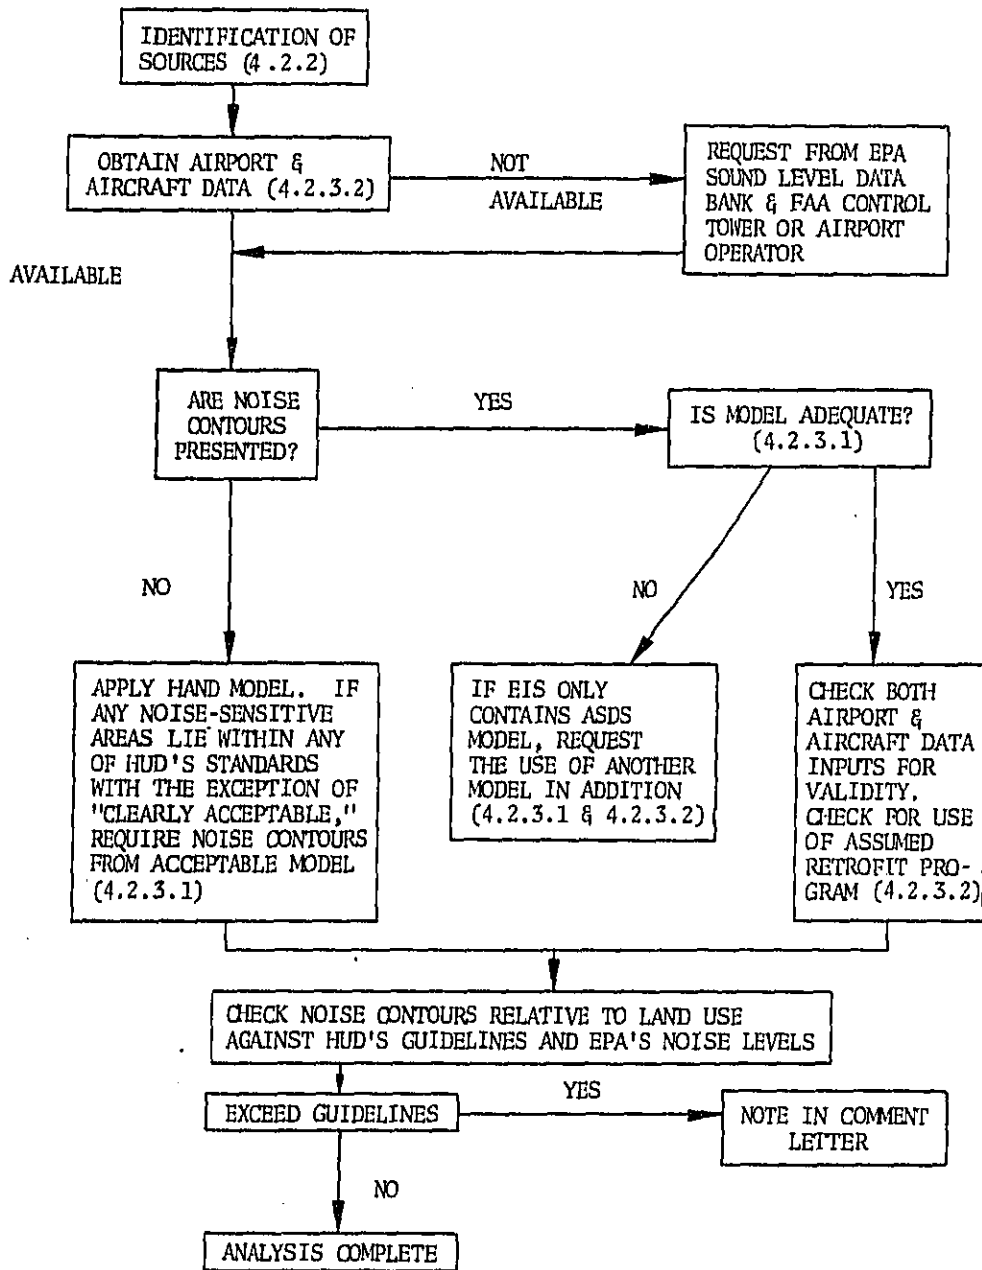 IDENTIFICATION OF
SOURCES (4.2.2)
OBTAIN AIRPORT &
AIRCRAFT DATA (4.2.3.2)
NOT
AVAILABLE
REQUEST FROM EPA
SOUND LEVEL DATA
BANK & FAA CONTROL
TOWER OR AIRPORT
OPERATOR
AVAILABLE
ARE NOISE
CONTOURS
PRESENTED?
YES
IS MODEL ADEQUATE?
(4.2.3.1)
NO
NO
YES
APPLY HAND MODEL. IF
ANY NOISE-SENSITIVE
AREAS LIE WITHIN ANY
OF HUD'S STANDARDS
WITH THE EXCEPTION OF
"CLEARLY ACCEPTABLE,"
REQUIRE NOISE CONTOURS
FROM ACCEPTABLE MODEL
(4.2.3.1)
IF EIS ONLY
CONTAINS ASDS
MODEL, REQUEST
THE USE OF ANOTHER
MODEL IN ADDITION
(4.2.3.1 & 4.2.3.2)
CHECK BOTH
AIRPORT &
AIRCRAFT DATA
INPUTS FOR
VALIDITY.
CHECK FOR USE
OF ASSUMED
RETROFIT PRO-
GRAM (4.2.3.2)
CHECK NOISE CONTOURS RELATIVE TO LAND USE
AGAINST HUD'S GUIDELINES AND EPA'S NOISE LEVELS
EXCEED GUIDELINES
YES
NOTE IN COMMENT
LETTER
NO
ANALYSIS COMPLETE